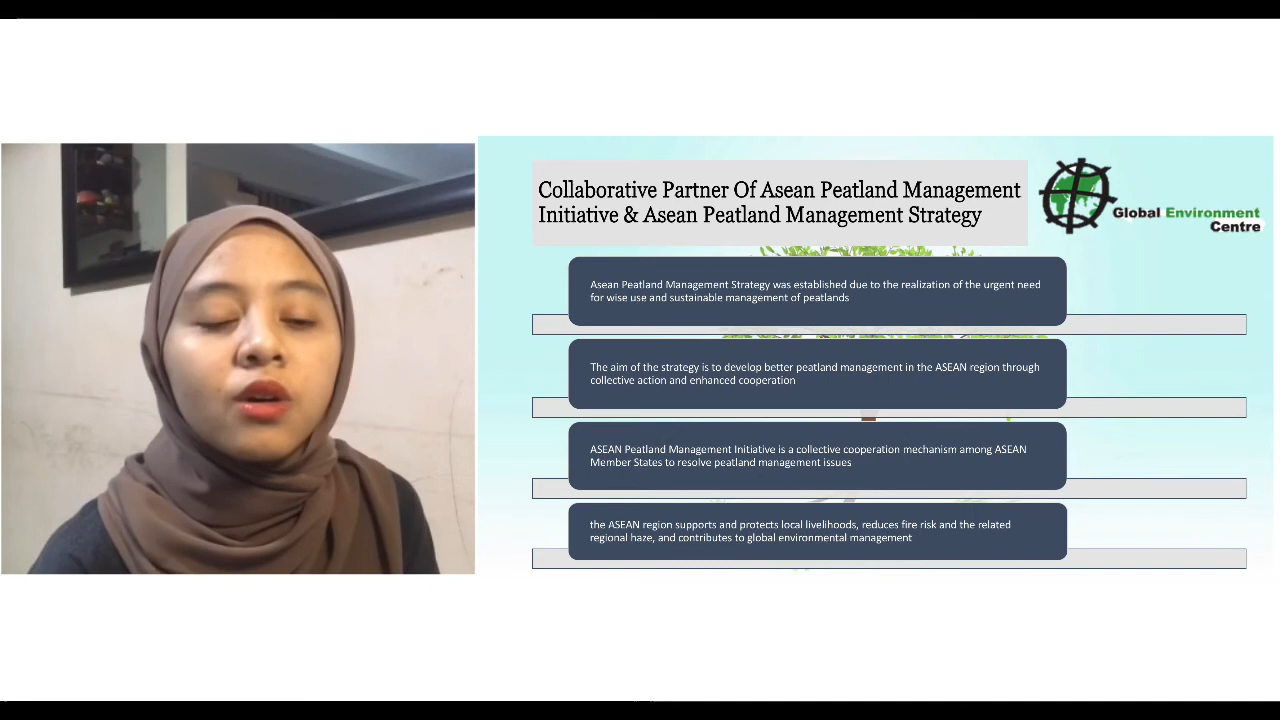 Collaborative Partner Of Asean Peatland Management
Initiative & Asean Peatland Management Strategy
Global Environment
Centre
Asean Peatland Management Strategy was established due to the realization of the urgent need
for wise use and sustainable management of peatlands
The aim of the strategy is to develop better peatland management in the ASEAN region through
collective action and enhanced cooperation
ASEAN Peatland Management Initiative is a collective cooperation mechanism among ASEAN
Member States to resolve peatland management issues
the ASEAN region supports and protects local livelihoods, reduces fire risk and the related
regional haze, and contributes to global environmental management